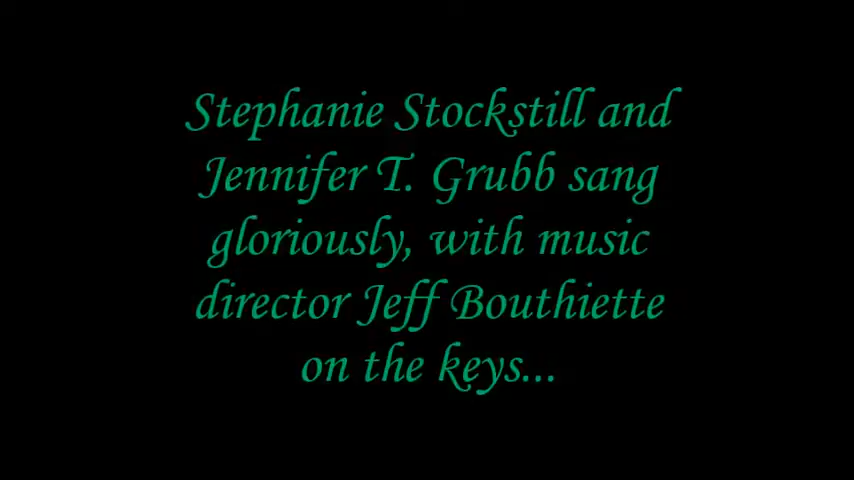 Stephanie Stockstill and
Jennifer T. Grubb sang
gloriously, with music
director Jeff Bouthiette
on the keys...